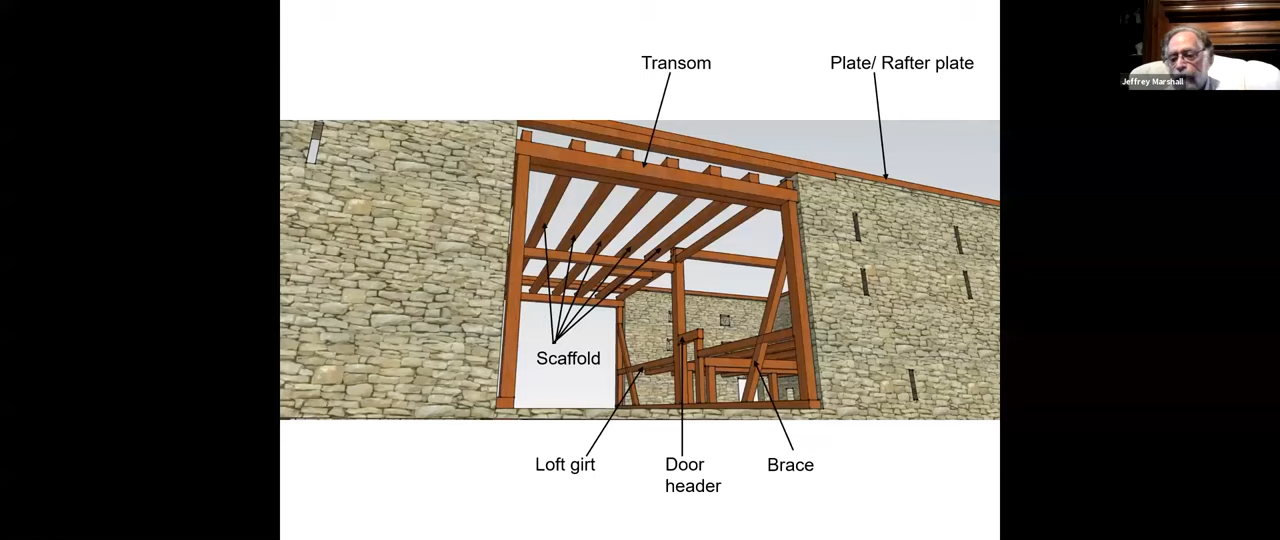 Transom
Plate/ Rafter plate
Jeffrey Marshall
Scaffold
Loft girt
Door
header
Brace